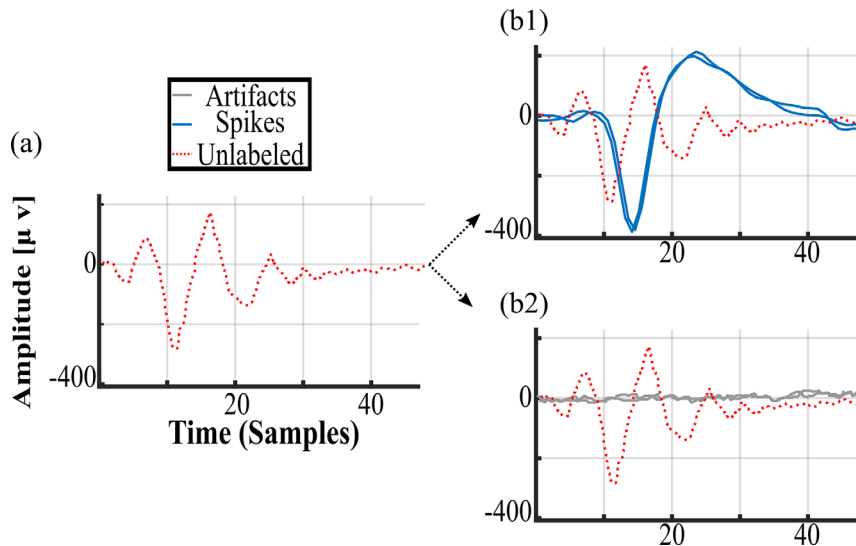 (a)
Artifacts
Spikes
Unlabeled
Amplitude [μ v]
0
-400
20
40
Time (Samples)
(b1)
0
-400
20
40
(b2)
0
-400
20
40